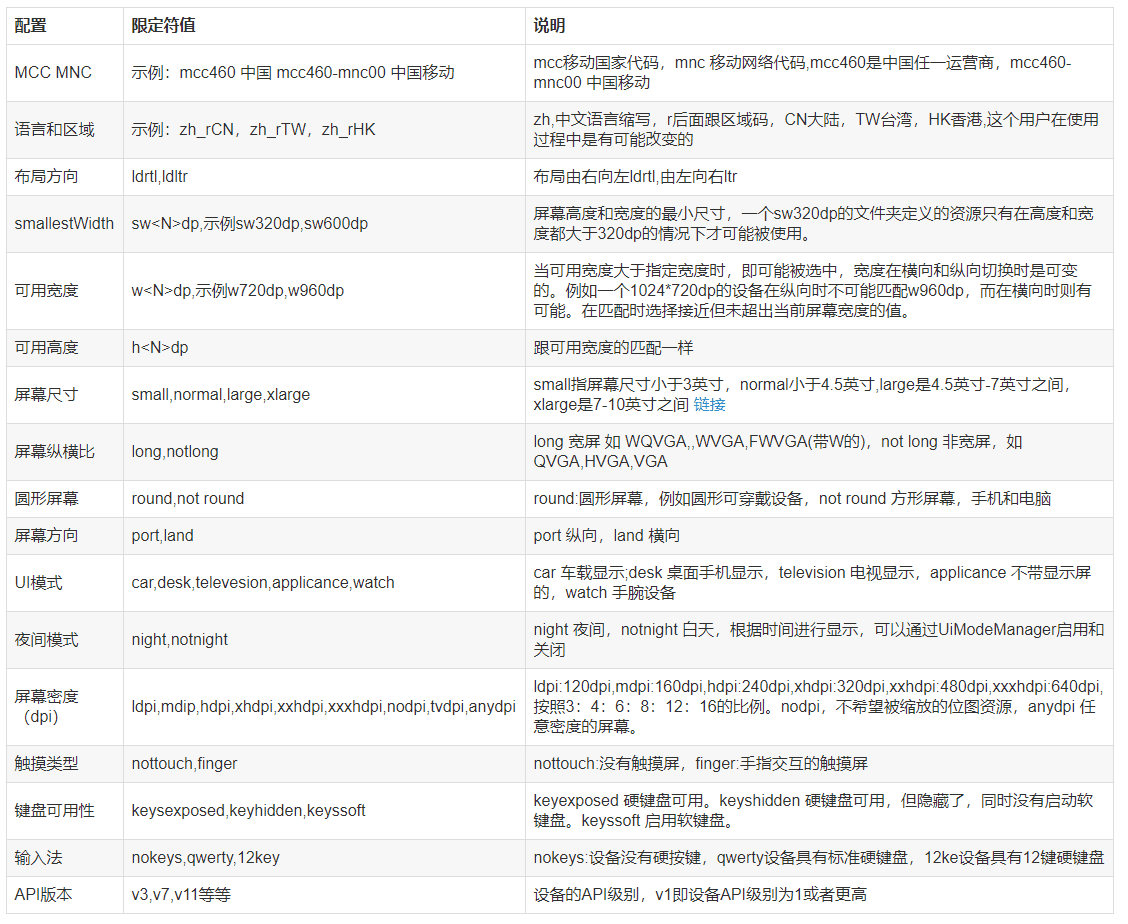 配置 限定符值 说明
MCC MNC 示例：mcc460 中国 mcc460-mnc00 中国移动 mcc移动国家代码，mnc 移动网络代码,mcc460是中国任一运营商，mcc460-
mnc00 中国移动
语言和区域 示例：zh_rCN，zh_rTW，zh_rHK zh,中文语言缩写，r后面跟区域码，CN大陆，TW台湾，HK香港,这个用户在使用
过程中是有可能改变的
布局方向 ldrtl,ldltr 布局由右向左ldrtl,由左向右ltr
smallestWidth sw<N>dp,示例sw320dp,sw600dp 屏幕高度和宽度的最小尺寸，一个sw320dp的文件夹定义的资源只有在高度和宽
度都大于320dp的情况下才可能被使用。
可用宽度 w<N>dp,示例w720dp,w960dp 当可用宽度大于指定宽度时，即可能被选中，宽度在横向和纵向切换时是可变
的。例如一个1024*720dp的设备在纵向时不可能匹配w960dp，而在横向时则有
可能。在匹配时选择接近但未超出当前屏幕宽度的值。
可用高度 h<N>dp 跟可用宽度的匹配一样
屏幕尺寸 small,normal,large,xlarge small指屏幕尺寸小于3英寸，normal小于4.5英寸,large是4.5英寸-7英寸之间，
xlarge是7-10英寸之间 链接
屏幕纵横比 long,notlong long 宽屏 如 WQVGA,,WVGA,FWVGA(带W的)，not long 非宽屏，如
QVGA,HVGA,VGA
圆形屏幕 round,not round round:圆形屏幕，例如圆形可穿戴设备，not round 方形屏幕，手机和电脑
屏幕方向 port,land port 纵向，land 横向
UI模式 car,desk,televesion,applicance,watch car 车载显示;desk 桌面手机显示，television 电视显示，applicance 不带显示屏
的，watch 手腕设备
夜间模式 night,notnight night 夜间，notnight 白天，根据时间进行显示，可以通过UiModeManager启用和
关闭
屏幕密度
（dpi） ldpi,mdip,hdpi,xhdpi,xxhdpi,xxxhdpi,nodpi,tvdpi,anydpi ldpi:120dpi,mdpi:160dpi,hdpi:240dpi,xhdpi:320dpi,xxhdpi:480dpi,xxxhdpi:640dpi,
按照3：4：6：8：12：16的比例。nodpi，不希望被缩放的位图资源，anydpi 任
意密度的屏幕。
触摸类型 nottouch,finger nottouch:没有触摸屏，finger:手指交互的触摸屏
键盘可用性 keysexposed,keyhidden,keyssoft keyexposed 硬键盘可用。keyshidden 硬键盘可用，但隐藏了，同时没有启动软
键盘。keyssoft 启用软键盘。
输入法 nokeys,qwerty,12key nokeys:设备没有硬按键，qwerty设备具有标准硬键盘，12ke设备具有12键硬键盘
API版本 v3,v7,v11等等 设备的API级别，v1即设备API级别为1或者更高